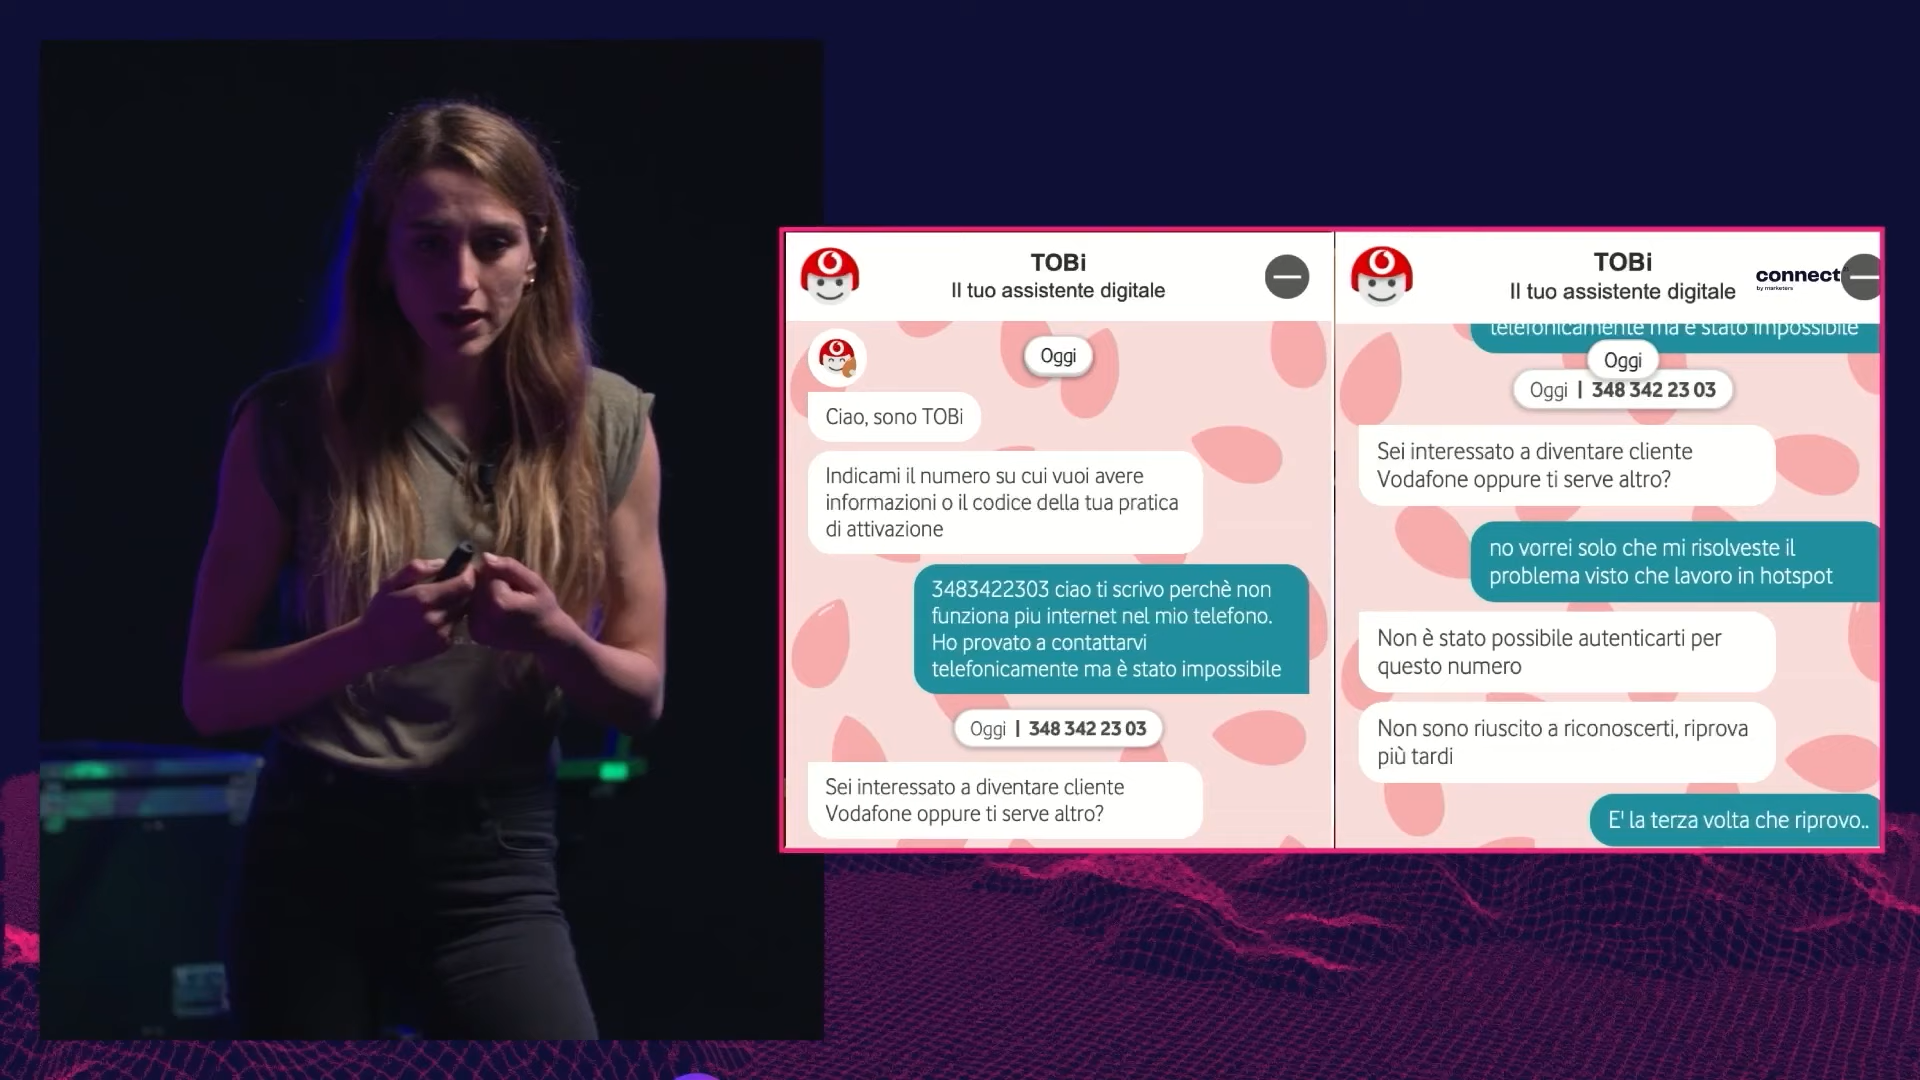 TOBi
Il tuo assistente digitale
Oggi
Ciao, sono TOBi
Indicami il numero su cui vuoi avere
informazioni o il codice della tua pratica
di attivazione
3483422303 ciao ti scrivo perchè non
funziona piu internet nel mio telefono.
Ho provato a contattarvi
telefonicamente ma è stato impossibile
Oggi | 348 342 23 03
Sei interessato a diventare cliente
Vodafone oppure ti serve altro?
TOBi
Il tuo assistente digitale
connect
by marketers
telefonicamente ma è stato impossibile
Oggi
Oggi | 348 342 23 03
Sei interessato a diventare cliente
Vodafone oppure ti serve altro?
no vorrei solo che mi risolveste il
problema visto che lavoro in hotspot
Non è stato possibile autenticarti per
questo numero
Non sono riuscito a riconoscerti, riprova
più tardi
E' la terza volta che riprovo..